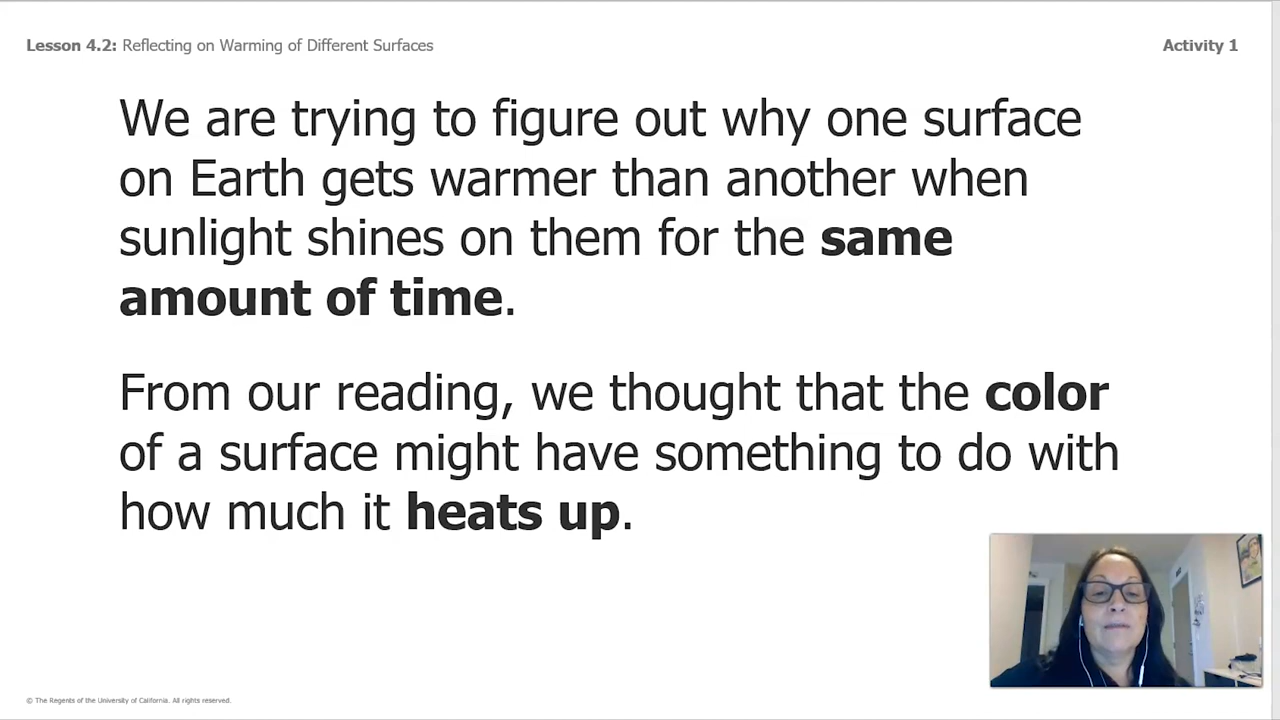 Lesson 4.2: Reflecting on Warming of Different Surfaces
Activity 1
We are trying to figure out why one surface
on Earth gets warmer than another when
sunlight shines on them for the same
amount of time.
From our reading, we thought that the color
of a surface might have something to do with
how much it heats up.
© The Regents of the University of California. All rights reserved.